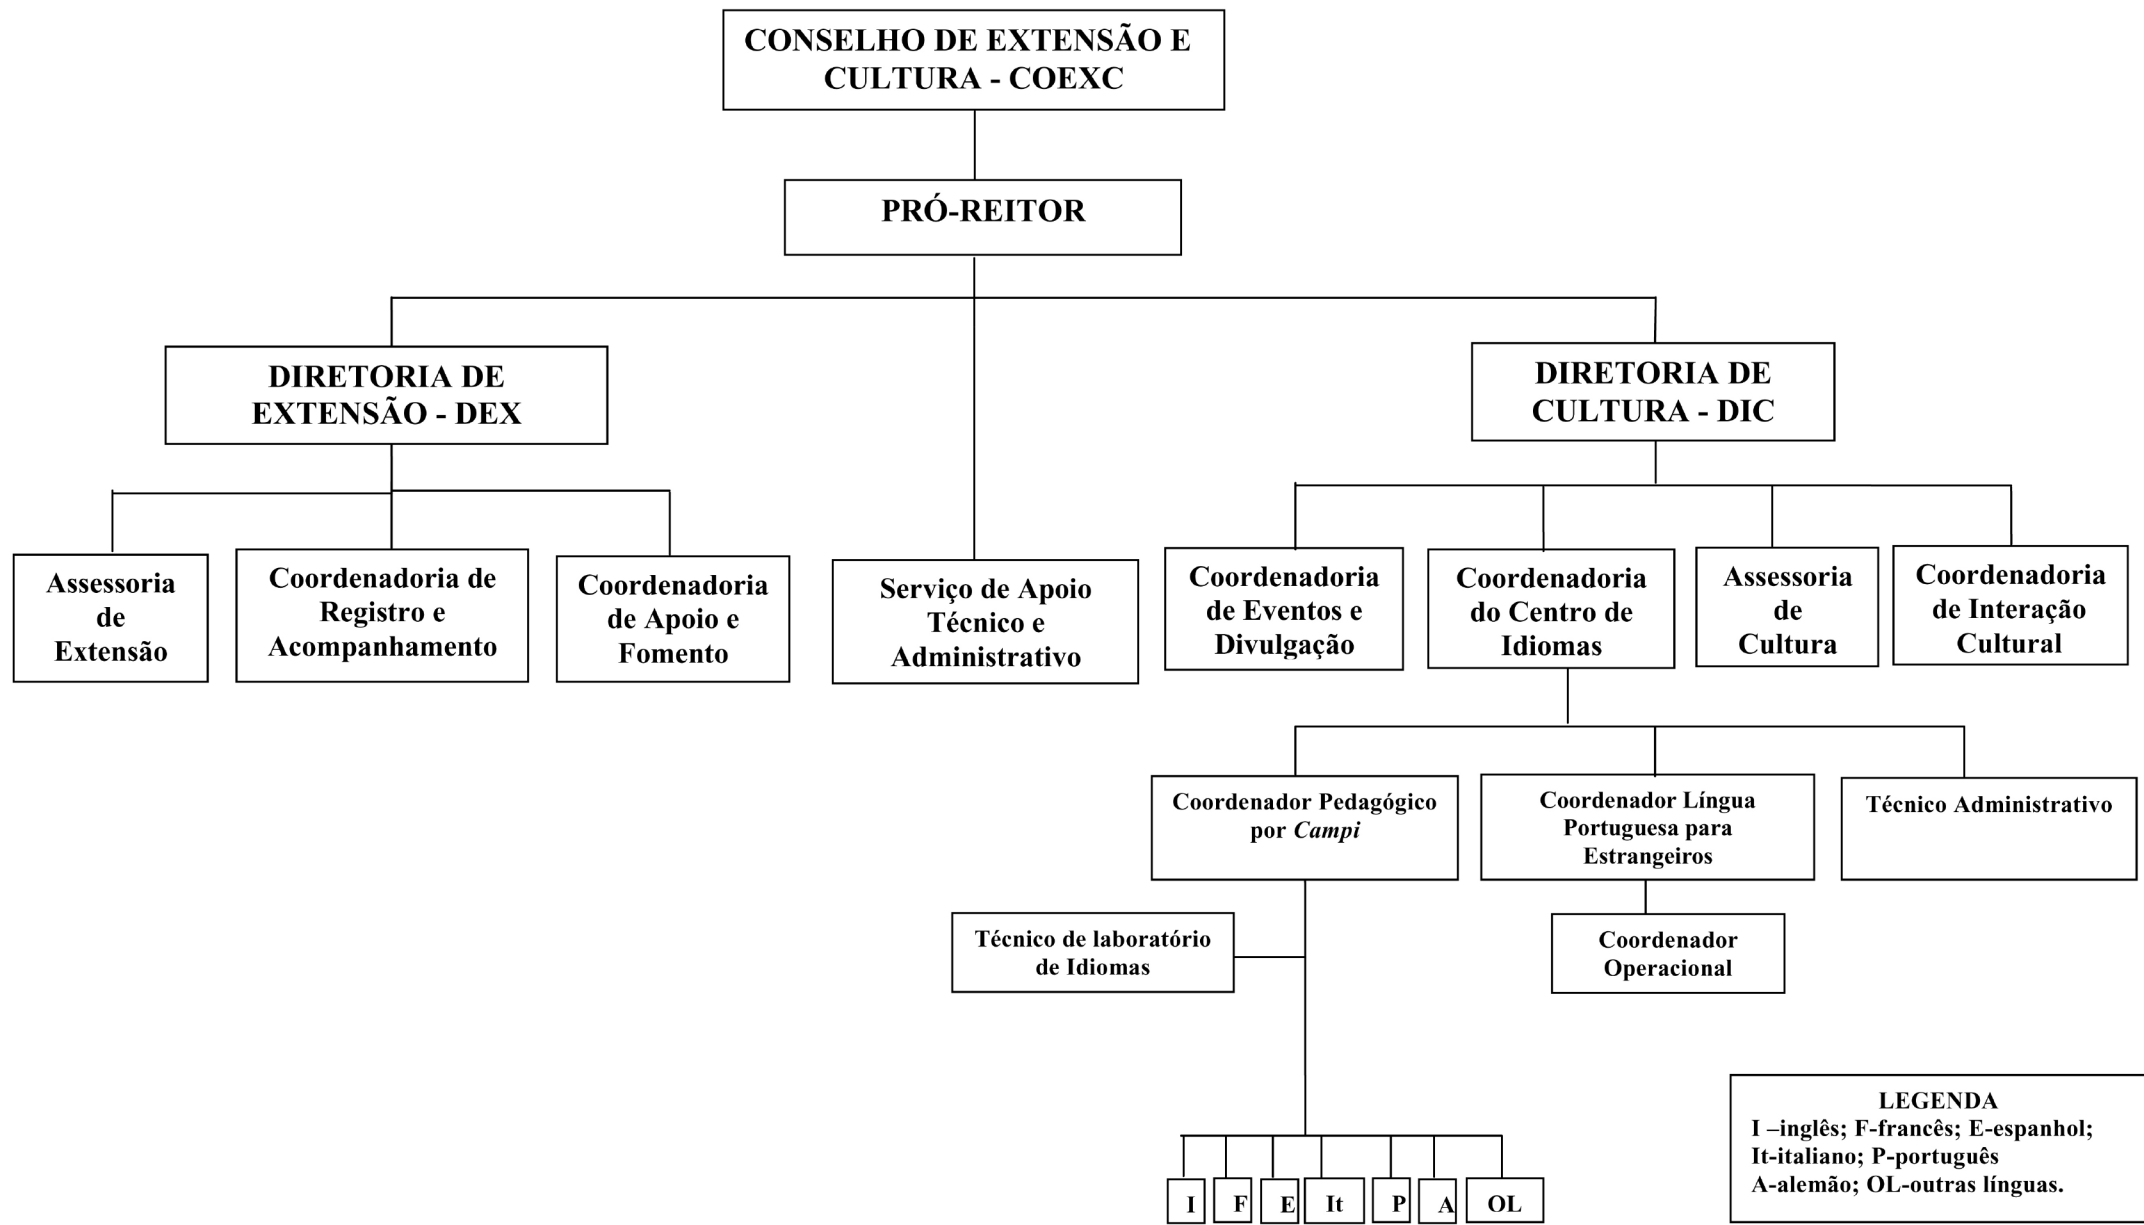 CONSELHO DE EXTENSÃO E
CULTURA - COEXC
PRÓ-REITOR
DIRETORIA DE
EXTENSÃO - DEX
DIRETORIA DE
CULTURA - DIC
Assessoria
de
Extensão
Coordenadoria de
Registro e
Acompanhamento
Coordenadoria
de Apoio e
Fomento
Serviço de Apoio
Técnico e
Administrativo
Coordenadoria
de Eventos e
Divulgação
Coordenadoria
do Centro de
Idiomas
Assessoria
de
Cultura
Coordenadoria
de Interação
Cultural
Coordenador Pedagógico
por Campi
Coordenador Língua
Portuguesa para
Estrangeiros
Técnico Administrativo
Técnico de laboratório
de Idiomas
Coordenador
Operacional
I
F
E
It
P
A
OL
LEGENDA
I –inglês; F-francês; E-espanhol;
It-italiano; P-português
A-alemão; OL-outras línguas.